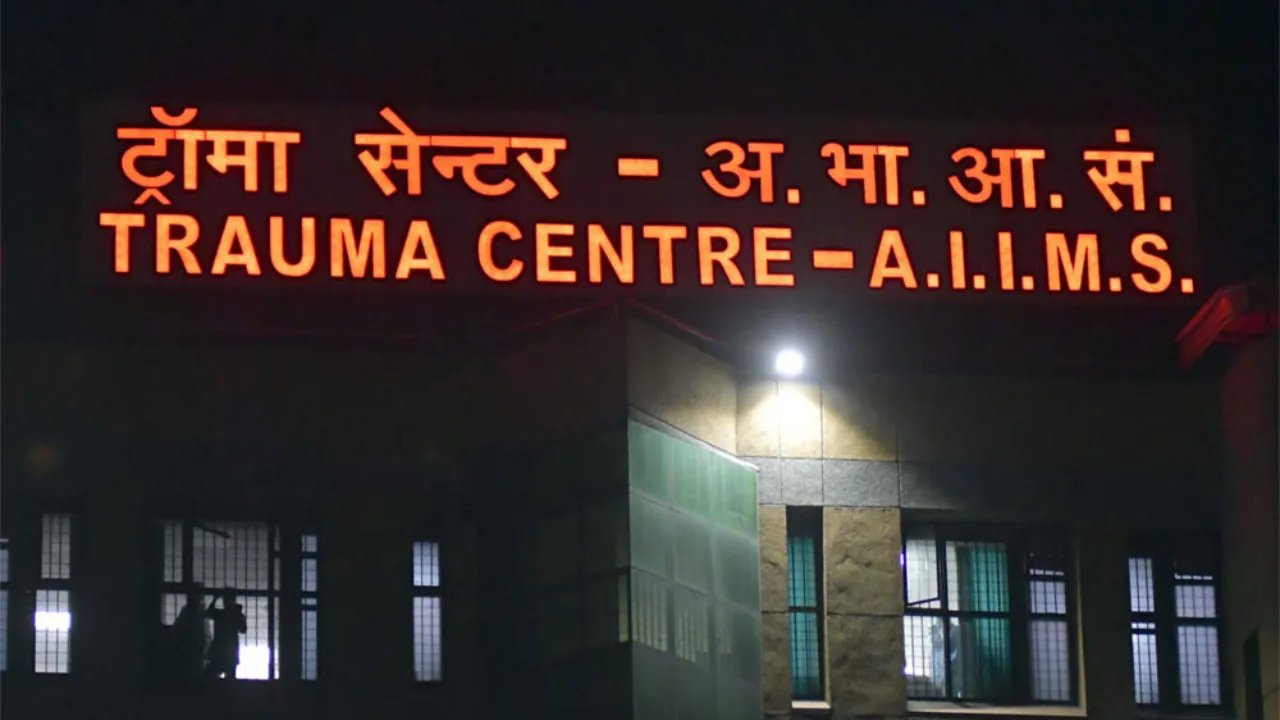 ट्रॉमा सेन्टर - अ. भा. आ. सं.
TRAUMA CENTRE - A.I.I.M.S.